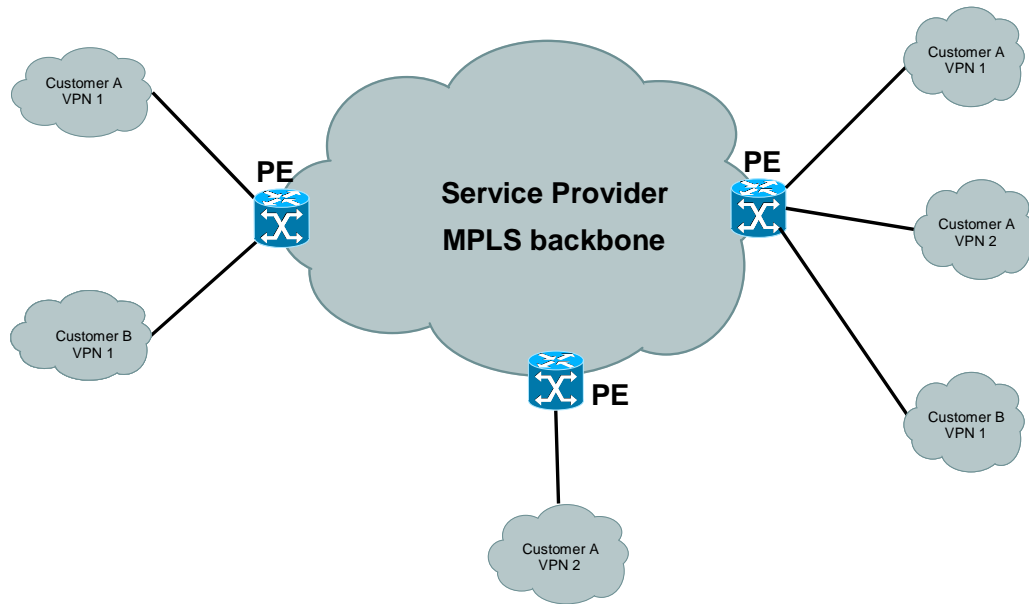 Customer A
VPN 1
Customer A
VPN 1
PE
PE
Service Provider
MPLS backbone
Customer A
VPN 2
Customer B
VPN 1
PE
Customer B
VPN 1
Customer A
VPN 2